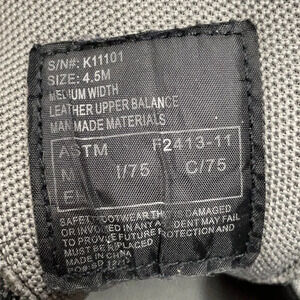 S/N#: K11101
SIZE: 4.5M
MEDIUM WIDTH
LEATHER UPPER BALANCE
MAN MADE MATERIALS
ASTM F2413-11
M I/75 C/75
EH
SAFETY FOOTWEAR THAT IS DAMAGED
OR INVOLVED IN ANY ACCIDENT MAY FAIL
TO PROVIDE FUTURE PROTECTION AND
MUST BE REPLACED
MADE IN CHINA